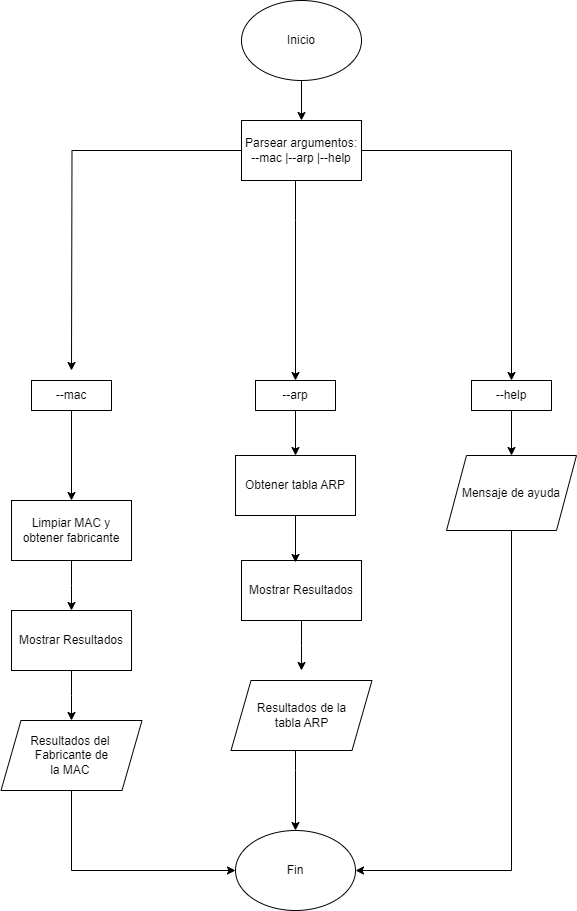 Inicio
Parsear argumentos:
--mac |--arp |--help
--mac
--arp
--help
Limpiar MAC y
obtener fabricante
Obtener tabla ARP
Mensaje de ayuda
Mostrar Resultados
Mostrar Resultados
Resultados del
Fabricante de
la MAC
Resultados de la
tabla ARP
Fin